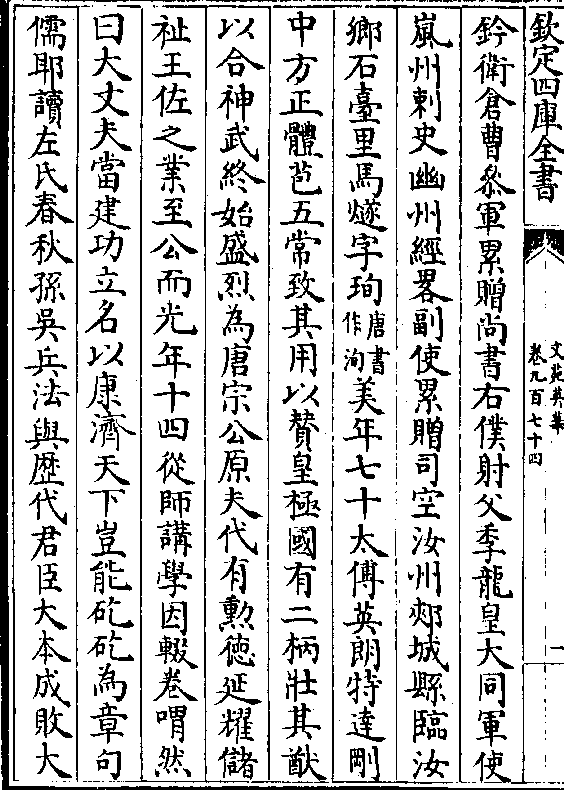 欽定四庫全書
文苑英華
卷九百七十四
一
鈐衛倉曹叅軍累贈尚書右僕射父季龍皇大同軍使
嵐州刺史幽州經畧副使累贈司空汝州郟城縣臨汝
鄉石臺里馬燧字珣唐書作洵美年七十太傅英朗特達剛
中方正體苞五常致其用以賛皇極國有二柄壯其猷
以合神武終始盛烈為唐宗公原夫代有勲徳延耀儲
祉王佐之業至公而光年十四從師講學因輟卷喟然
曰大丈夫當建功立名以康濟天下豈能矻矻為章句
儒耶讀左氏春秋孫吳兵法與歴代君臣大本成敗大